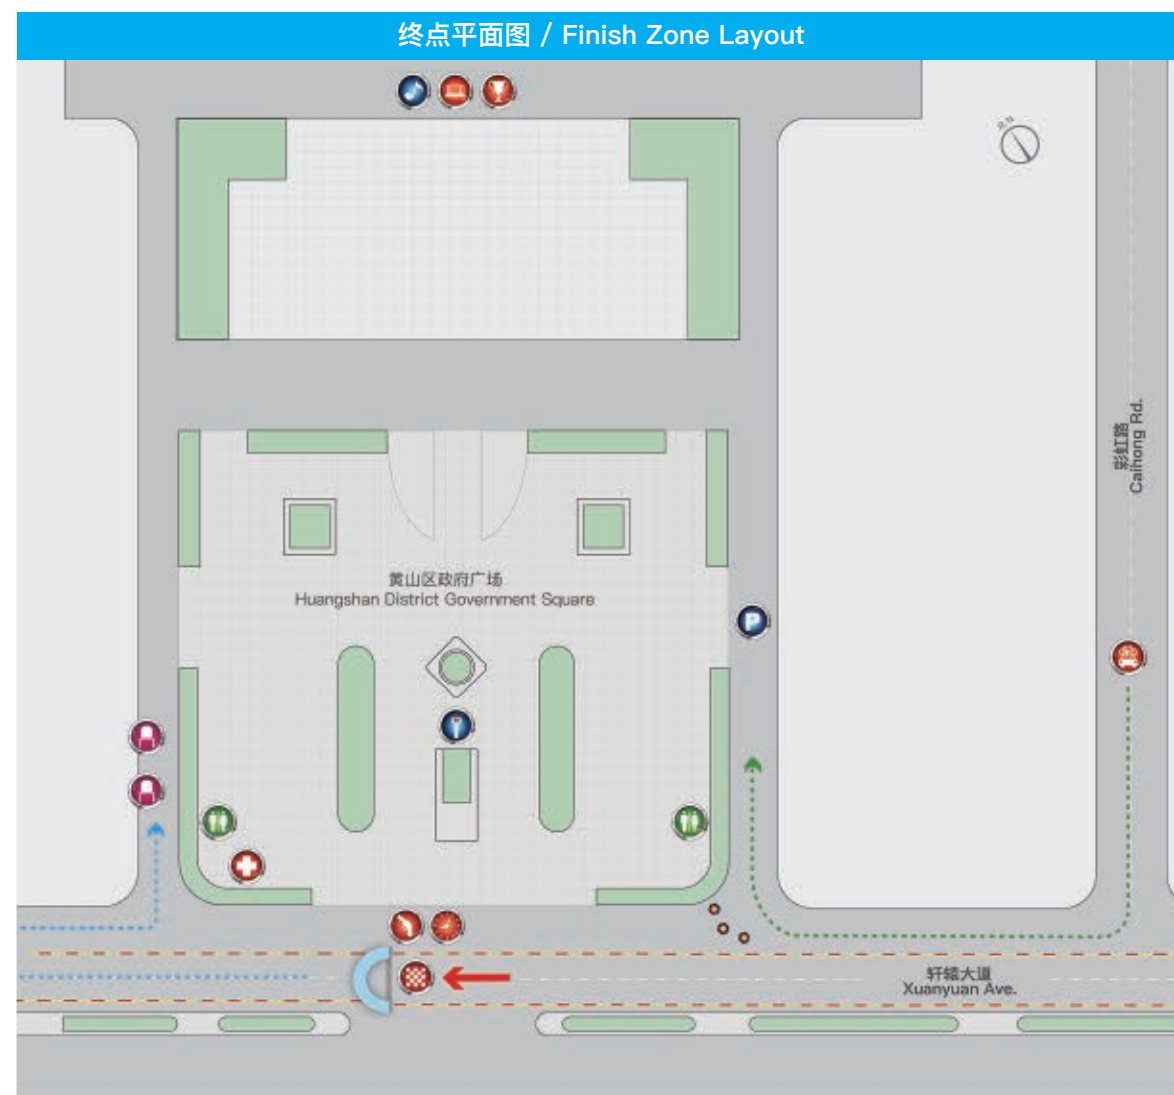 终点平面图 / Finish Zone Layout
彩虹路
Caihong Rd.
黄山区政府广场
Huangshan District Government Square
P
轩辕大道
Xuanyuan Ave.